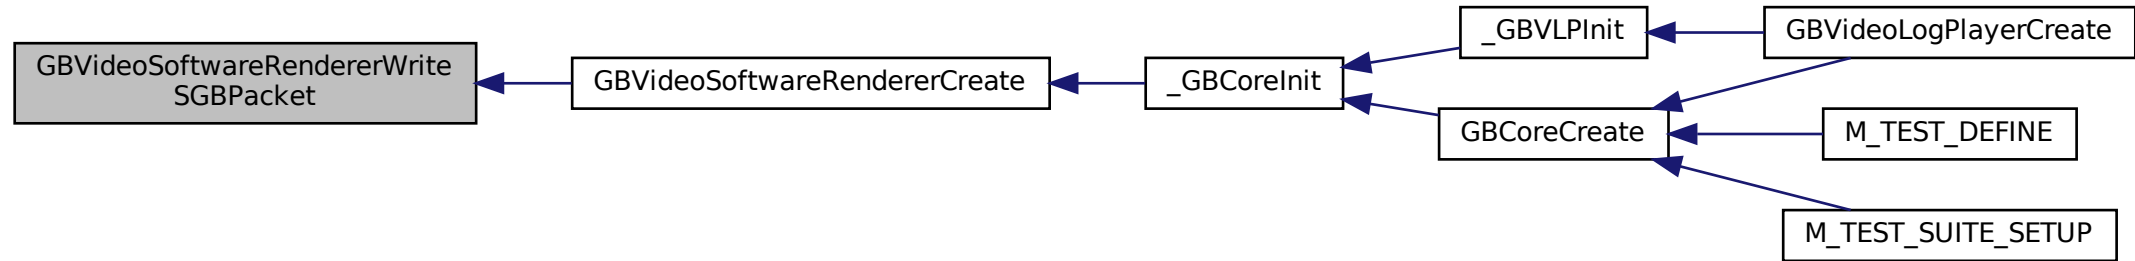 GBVideoSoftwareRendererWrite
SGBPacket
GBVideoSoftwareRendererCreate
_GBCoreInit
_GBVLPInit
GBCoreCreate
GBVideoLogPlayerCreate
M_TEST_DEFINE
M_TEST_SUITE_SETUP